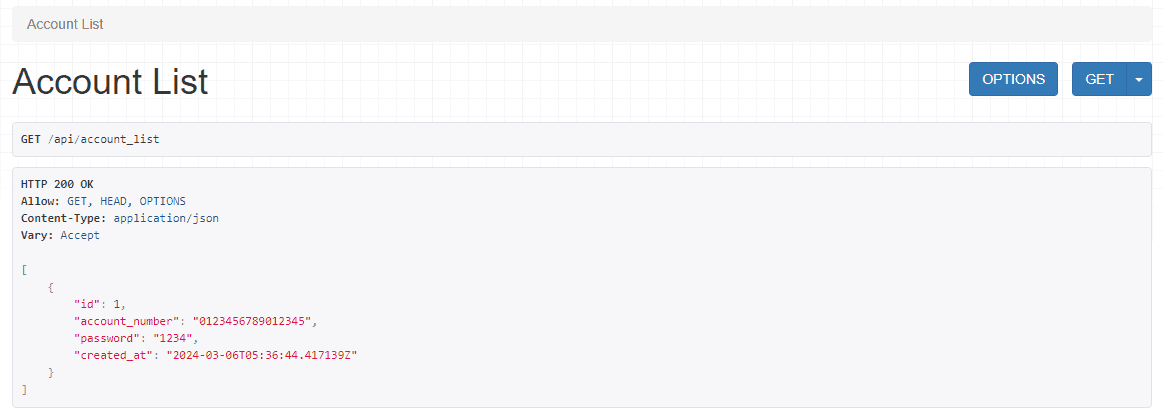 Account List
Account List
OPTIONS
GET
GET /api/account_list
HTTP 200 OK
Allow: GET, HEAD, OPTIONS
Content-Type: application/json
Vary: Accept
[
    {
        "id": 1,
        "account_number": "0123456789012345",
        "password": "1234",
        "created_at": "2024-03-06T05:36:44.417139Z"
    }
]